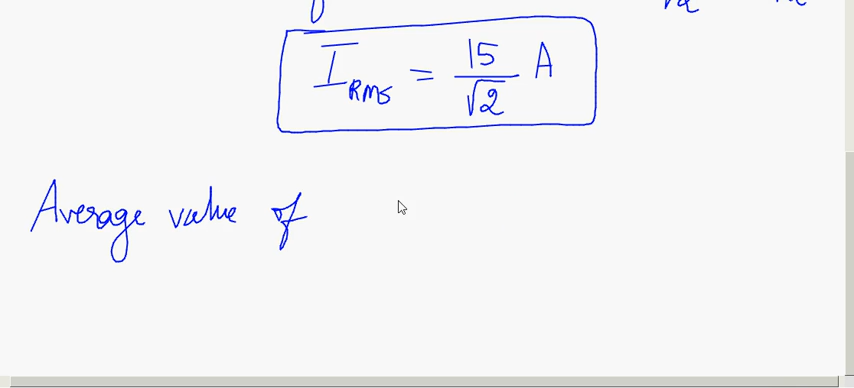 I_RMS = 15/√2 A
Average value of